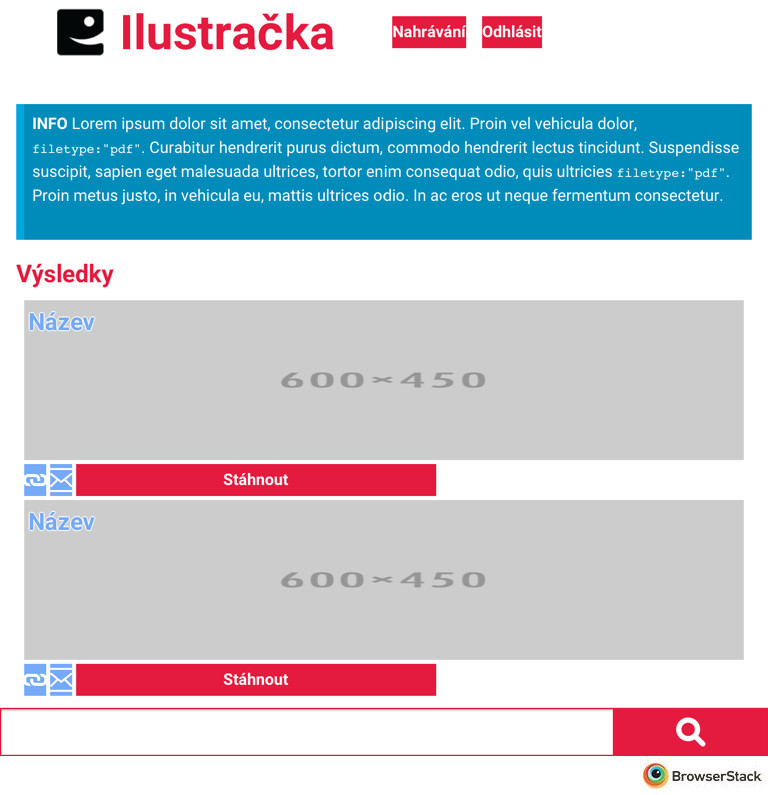 Ilustračka
Nahrávání
Odhlásit
INFO Lorem ipsum dolor sit amet, consectetur adipiscing elit. Proin vel vehicula dolor,
filetype:"pdf". Curabitur hendrerit purus dictum, commodo hendrerit lectus tincidunt. Suspendisse
suscipit, sapien eget malesuada ultrices, tortor enim consequat odio, quis ultricies filetype:"pdf".
Proin metus justo, in vehicula eu, mattis ultrices odio. In ac eros ut neque fermentum consectetur.
Výsledky
Název
600×450
Stáhnout
Název
600×450
Stáhnout
BrowserStack